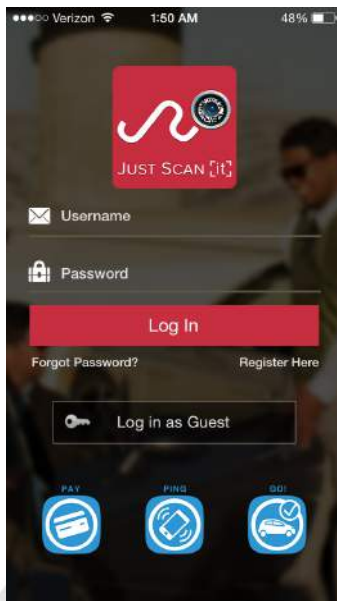 Verizon 1:50 AM 48%
JUST SCAN [it]
Username
Password
Log In
Forgot Password? Register Here
Log in as Guest
PAY PING GO!